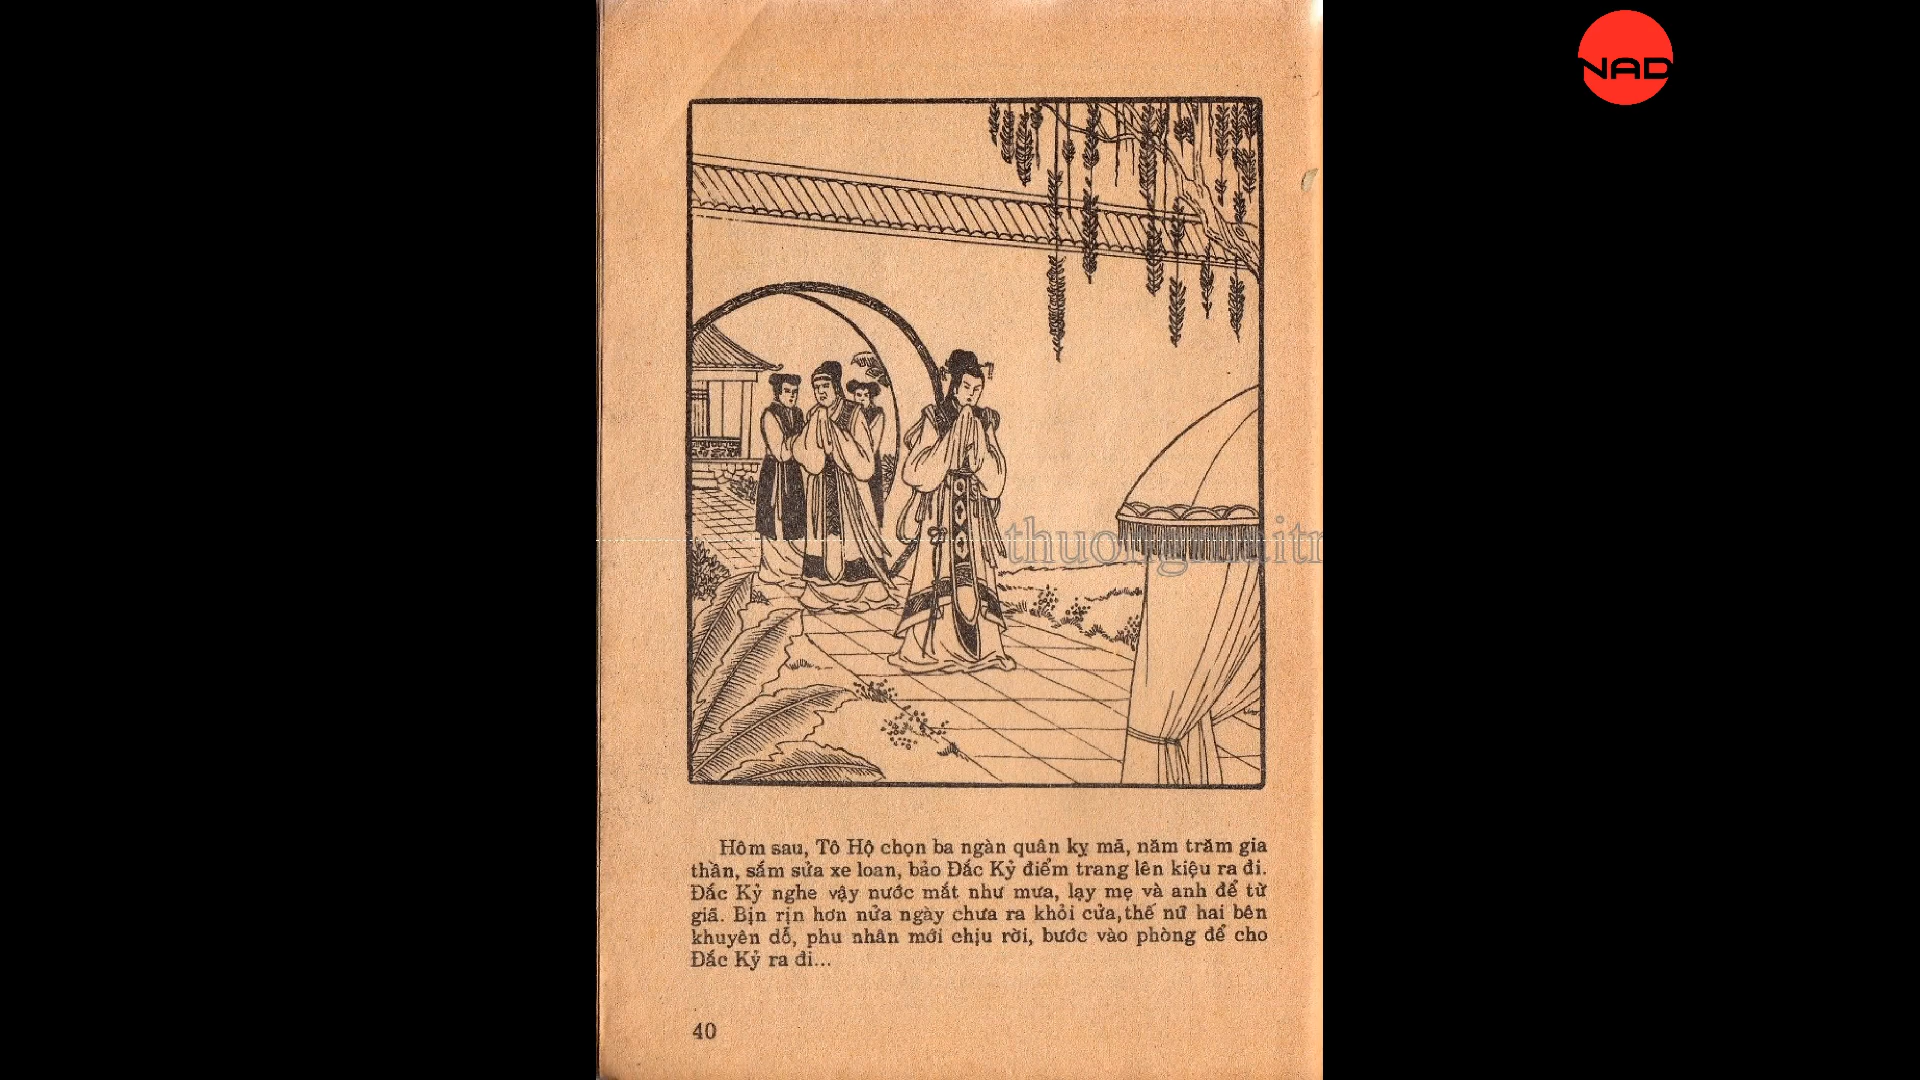 NAD
thuongmaitr
Hôm sau, Tô Hộ chọn ba ngàn quân kỵ mã, năm trăm gia
thần, sắm sửa xe loan, bảo Đắc Kỷ điểm trang lên kiệu ra đi.
Đắc Kỷ nghe vậy nước mắt như mưa, lạy mẹ và anh để từ
giã. Bịn rịn hơn nửa ngày chưa ra khỏi cửa, thế nữ hai bên
khuyên dỗ, phu nhân mới chịu rời, bước vào phòng để cho
Đắc Kỷ ra đi...
40